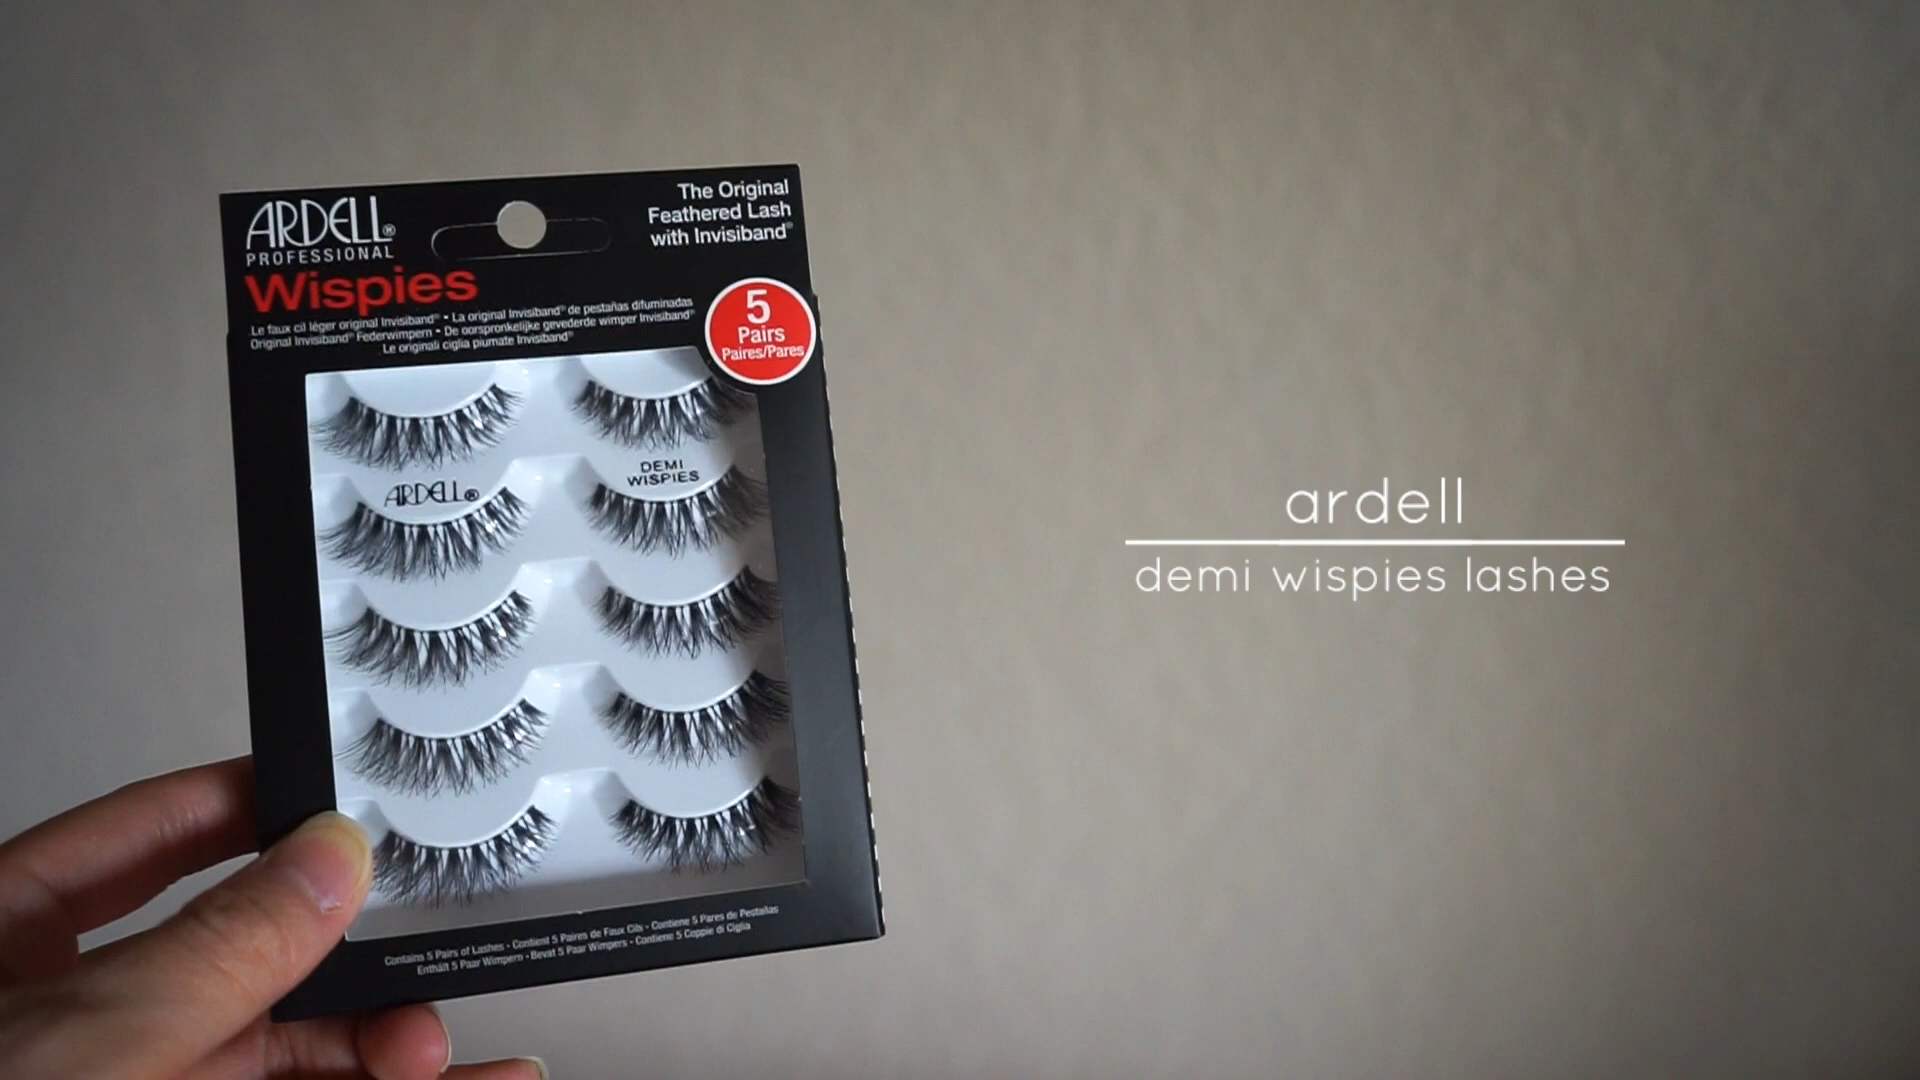 ARDELL®
PROFESSIONAL
Wispies
The Original
Feathered Lash
with Invisiband®
Le faux cil léger original Invisiband® • La original Invisiband® de pestañas difuminadas
Original Invisiband® Federwimpern • De oorspronkelijke gevederde wimper Invisiband®
Le originali ciglia piumate Invisiband®
5
Pairs
Paires/Pares
ARDELL®
DEMI
WISPIES
Contains 5 Pairs of Lashes - Contient 5 Paires de Faux Cils - Contiene 5 Pares de Pestañas
Enthält 5 Paar Wimpern - Bevat 5 Paar Wimpers - Contiene 5 Coppie di Ciglia
ardell
demi wispies lashes